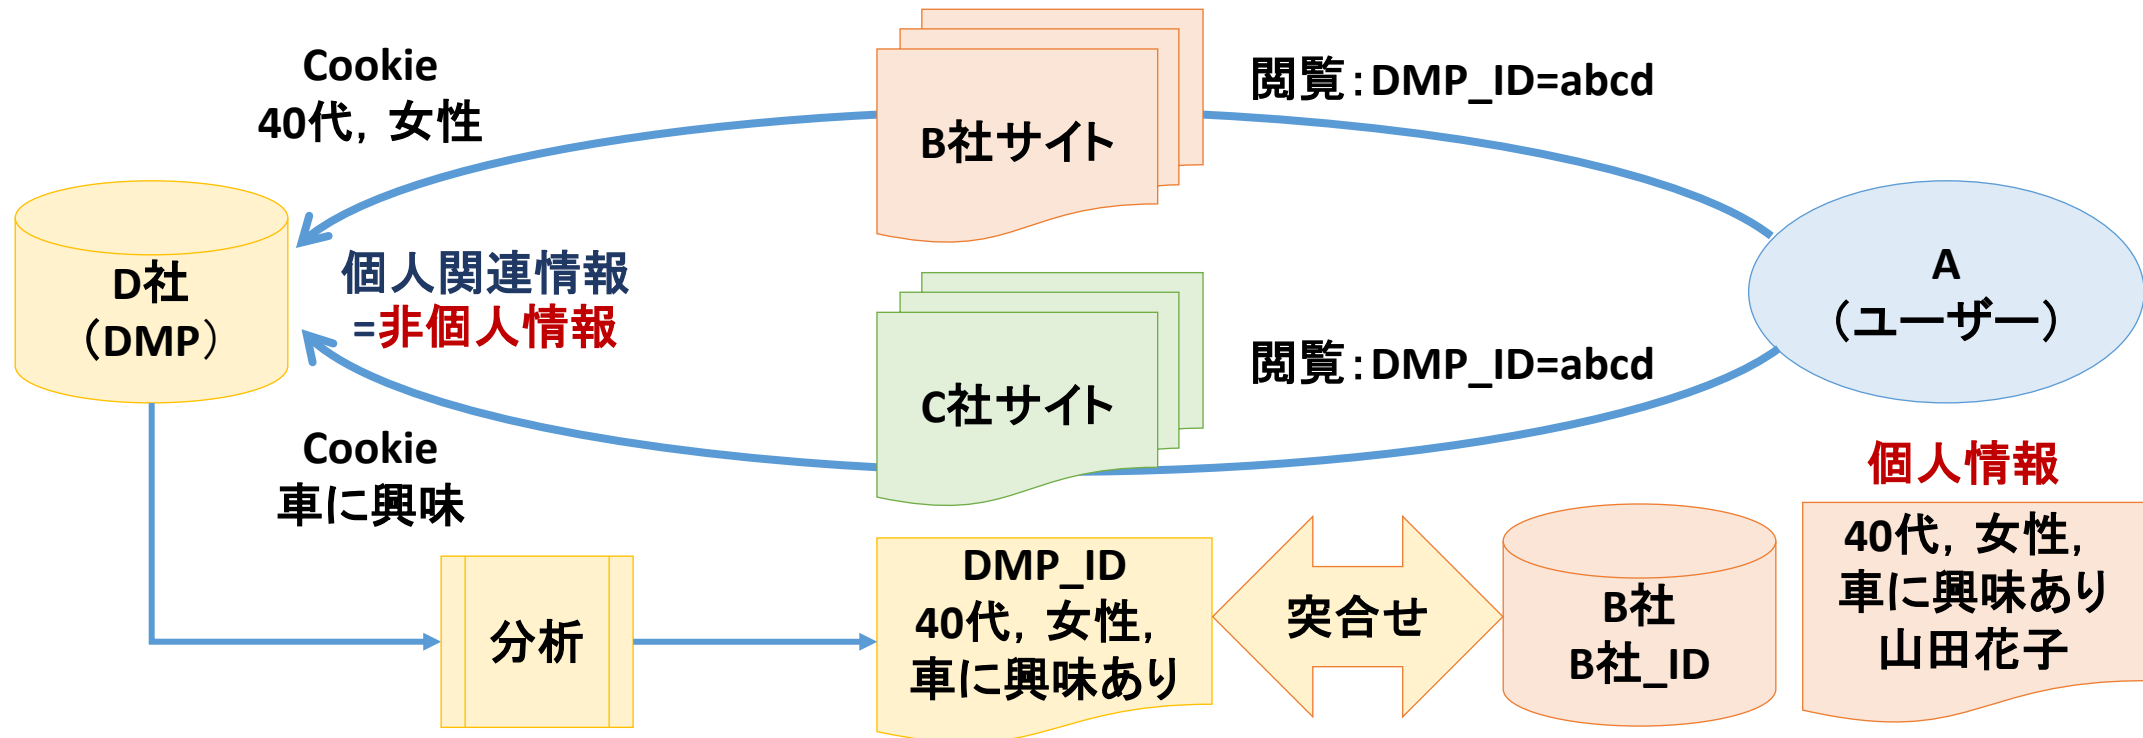 Cookie
40代，女性
B社サイト
閲覧：DMP_ID=abcd
D社
（DMP）
個人関連情報
=非個人情報
A
（ユーザー）
C社サイト
閲覧：DMP_ID=abcd
Cookie
車に興味
分析
DMP_ID
40代，女性，
車に興味あり
突合せ
B社
B社_ID
個人情報
40代，女性，
車に興味あり
山田花子